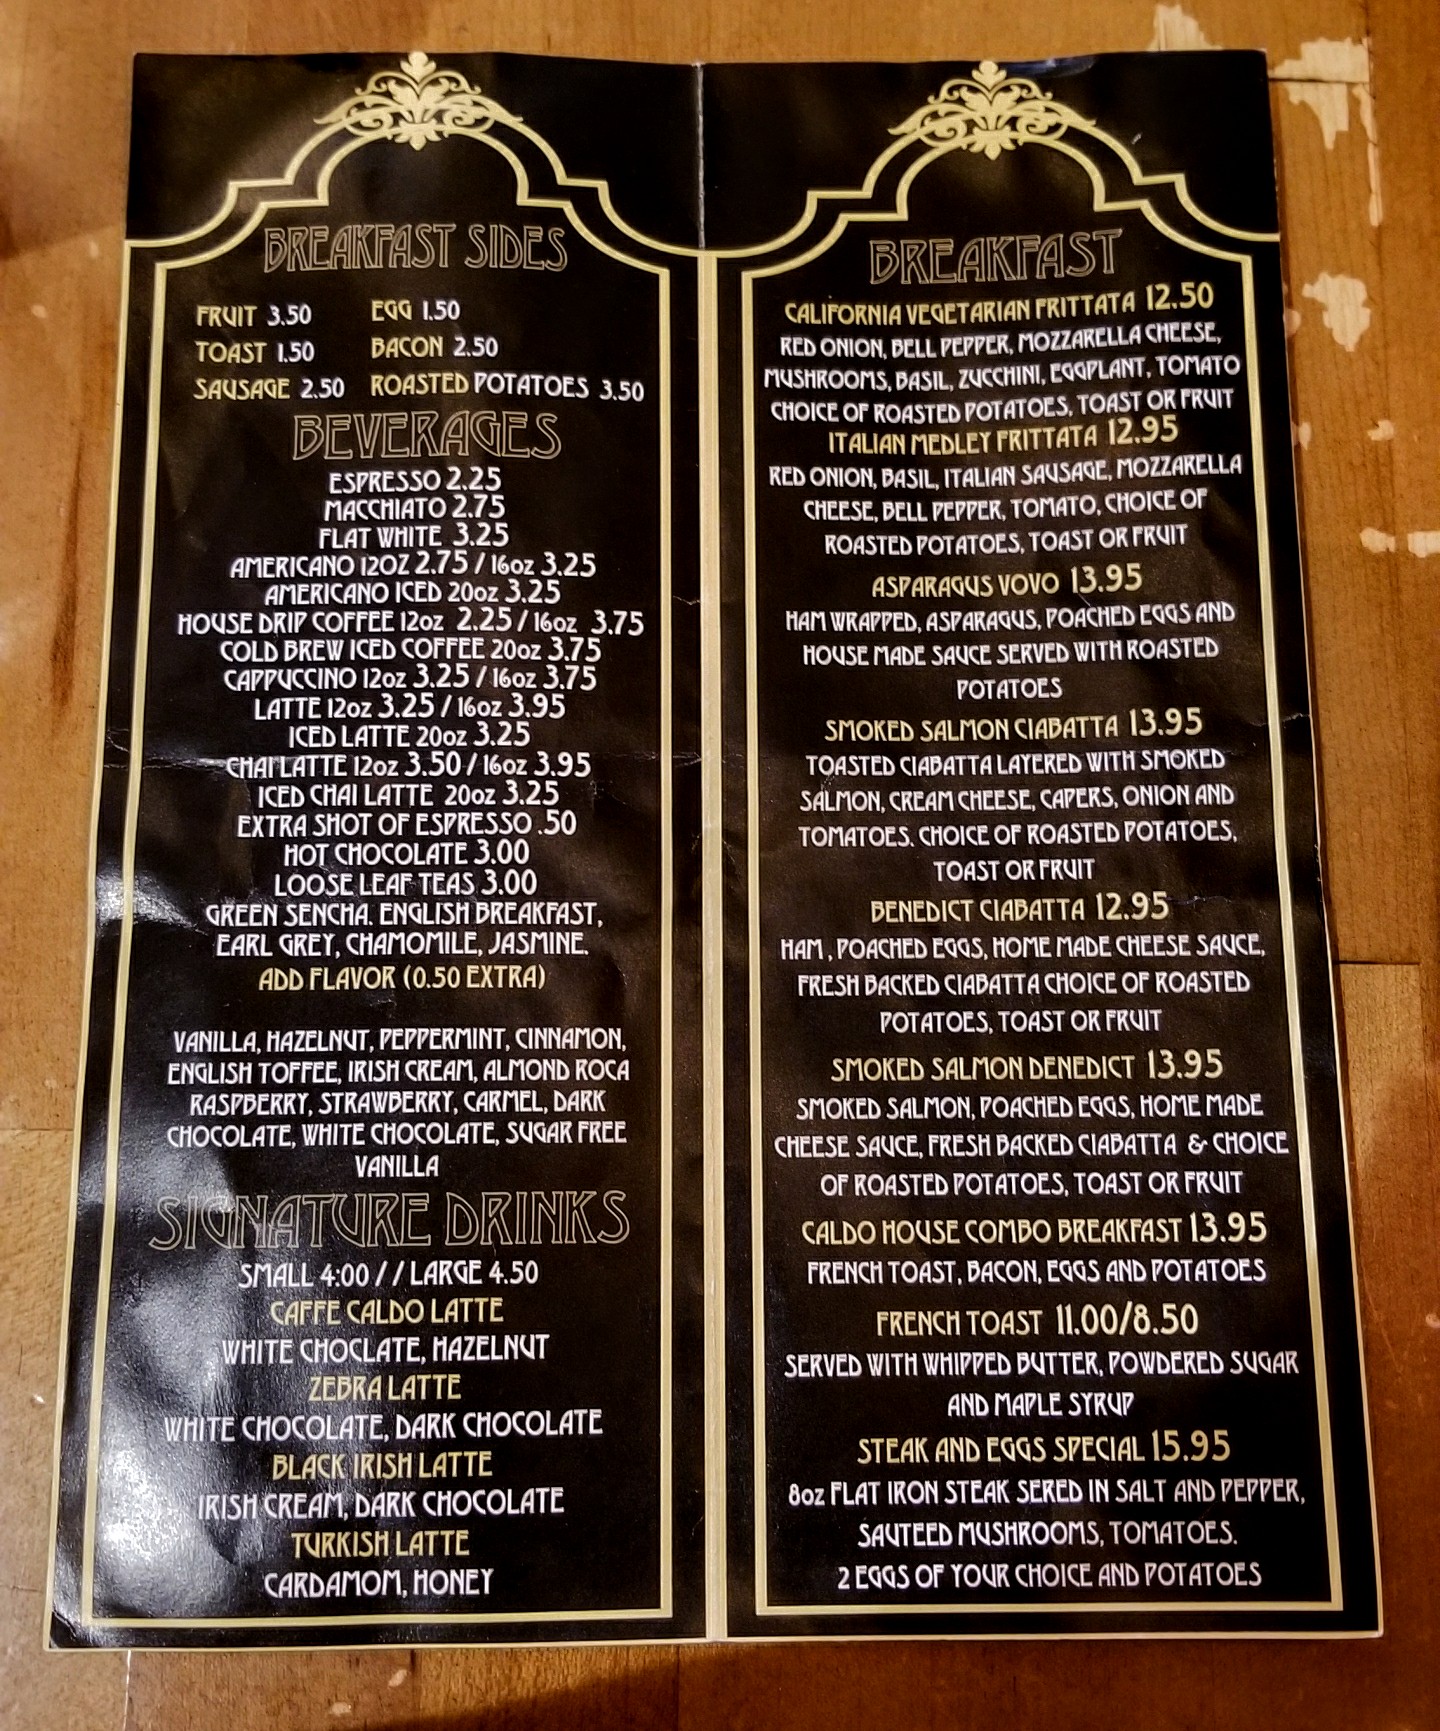 BREAKFAST SIDES
FRUIT 3.50 EGG 1.50
TOAST 1.50 BACON 2.50
SAUSAGE 2.50 ROASTED POTATOES 3.50
BEVERAGES
ESPRESSO 2.25
MACCHIATO 2.75
FLAT WHITE 3.25
AMERICANO 12OZ 2.75 / 16oz 3.25
AMERICANO ICED 20oz 3.25
HOUSE DRIP COFFEE 12oz 2.25 / 16oz 3.75
COLD BREW ICED COFFEE 20oz 3.75
CAPPUCCINO 12oz 3.25 / 16oz 3.75
LATTE 12oz 3.25 / 16oz 3.95
ICED LATTE 20oz 3.25
CHAI LATTE 12oz 3.50 / 16oz 3.95
ICED CHAI LATTE 20oz 3.25
EXTRA SHOT OF ESPRESSO .50
HOT CHOCOLATE 3.00
LOOSE LEAF TEAS 3.00
GREEN SENCHA. ENGLISH BREAKFAST,
EARL GREY, CHAMOMILE, JASMINE.
ADD FLAVOR (0.50 EXTRA)
VANILLA, HAZELNUT, PEPPERMINT, CINNAMON,
ENGLISH TOFFEE, IRISH CREAM, ALMOND ROCA
RASPBERRY, STRAWBERRY, CARMEL, DARK
CHOCOLATE, WHITE CHOCOLATE, SUGAR FREE
VANILLA
SIGNATURE DRINKS
SMALL 4:00 / / LARGE 4.50
CAFFE CALDO LATTE
WHITE CHOCLATE, HAZELNUT
ZEBRA LATTE
WHITE CHOCOLATE, DARK CHOCOLATE
BLACK IRISH LATTE
IRISH CREAM, DARK CHOCOLATE
TURKISH LATTE
CARDAMOM, HONEY
BREAKFAST
CALIFORNIA VEGETARIAN FRITTATA 12.50
RED ONION, BELL PEPPER, MOZZARELLA CHEESE,
MUSHROOMS, BASIL, ZUCCHINI, EGGPLANT, TOMATO
CHOICE OF ROASTED POTATOES, TOAST OR FRUIT
ITALIAN MEDLEY FRITTATA 12.95
RED ONION, BASIL, ITALIAN SAUSAGE, MOZZARELLA
CHEESE, BELL PEPPER, TOMATO, CHOICE OF
ROASTED POTATOES, TOAST OR FRUIT
ASPARAGUS VOVO 13.95
HAM WRAPPED, ASPARAGUS, POACHED EGGS AND
HOUSE MADE SAUCE SERVED WITH ROASTED
POTATOES
SMOKED SALMON CIABATTA 13.95
TOASTED CIABATTA LAYERED WITH SMOKED
SALMON, CREAM CHEESE, CAPERS, ONION AND
TOMATOES. CHOICE OF ROASTED POTATOES,
TOAST OR FRUIT
BENEDICT CIABATTA 12.95
HAM , POACHED EGGS, HOME MADE CHEESE SAUCE,
FRESH BACKED CIABATTA CHOICE OF ROASTED
POTATOES, TOAST OR FRUIT
SMOKED SALMON DENEDICT 13.95
SMOKED SALMON, POACHED EGGS, HOME MADE
CHEESE SAUCE, FRESH BACKED CIABATTA & CHOICE
OF ROASTED POTATOES, TOAST OR FRUIT
CALDO HOUSE COMBO BREAKFAST 13.95
FRENCH TOAST, BACON, EGGS AND POTATOES
FRENCH TOAST 11.00/8.50
SERVED WITH WHIPPED BUTTER, POWDERED SUGAR
AND MAPLE SYRUP
STEAK AND EGGS SPECIAL 15.95
8oz FLAT IRON STEAK SERED IN SALT AND PEPPER,
SAUTEED MUSHROOMS, TOMATOES.
2 EGGS OF YOUR CHOICE AND POTATOES